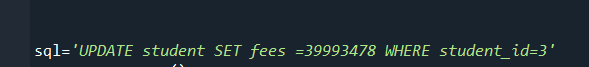 sql='UPDATE student SET fees =39993478 WHERE student_id=3'